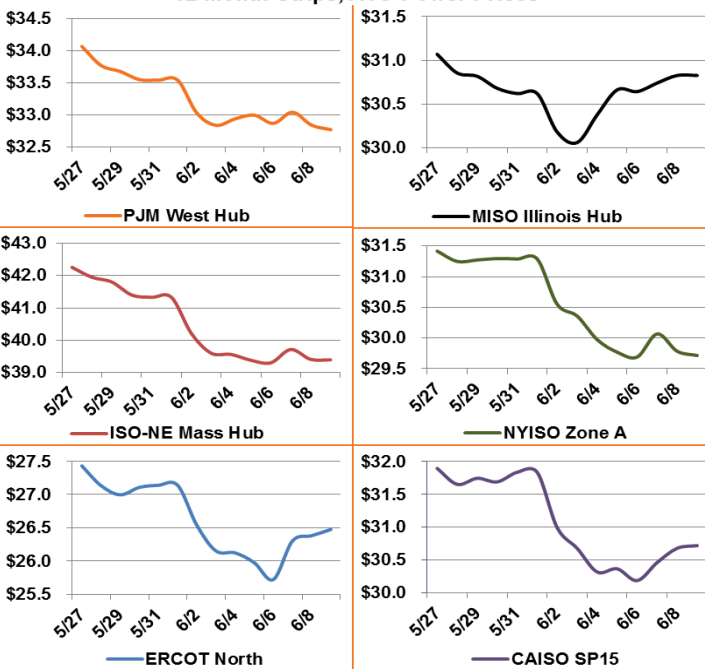 $34.5
$34.0
$33.5
$33.0
$32.5
5/27 5/29 5/31 6/2 6/4 6/6 6/8
PJM West Hub
$31.5
$31.0
$30.5
$30.0
5/27 5/29 5/31 6/2 6/4 6/6 6/8
MISO Illinois Hub
$43.0
$42.0
$41.0
$40.0
$39.0
5/27 5/29 5/31 6/2 6/4 6/6 6/8
ISO-NE Mass Hub
$31.5
$31.0
$30.5
$30.0
$29.5
5/27 5/29 5/31 6/2 6/4 6/6 6/8
NYISO Zone A
$27.5
$27.0
$26.5
$26.0
$25.5
5/27 5/29 5/31 6/2 6/4 6/6 6/8
ERCOT North
$32.0
$31.5
$31.0
$30.5
$30.0
5/27 5/29 5/31 6/2 6/4 6/6 6/8
CAISO SP15